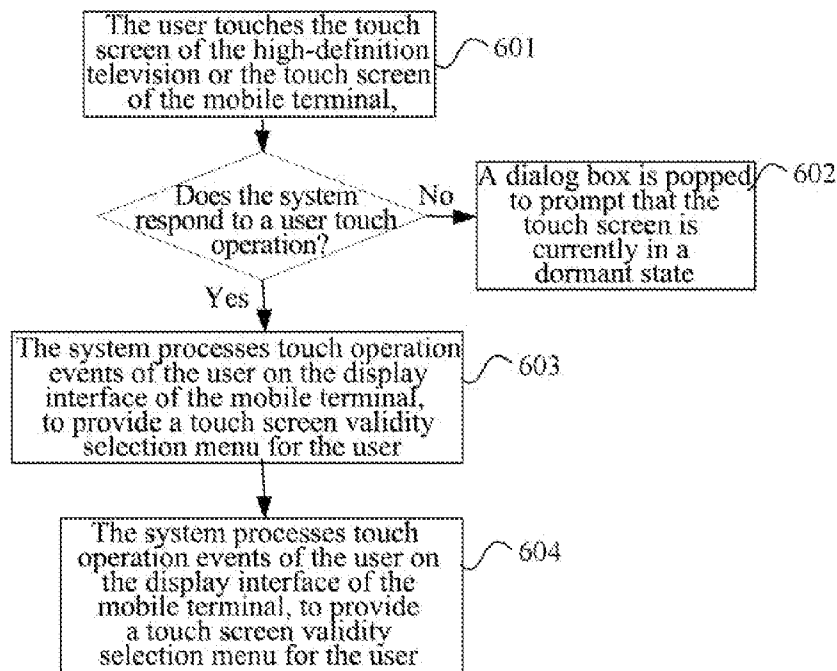 The user touches the touch
screen of the high-definition
television or the touch screen
of the mobile terminal,
601
Does the system
respond to a user touch
operation?
No
A dialog box is popped
to prompt that the
touch screen is
currently in a
dormant state
602
Yes
The system processes touch operation
events of the user on the display
interface of the mobile terminal,
to provide a touch screen validity
selection menu for the user
603
The system processes touch
operation events of the user on
the display interface of the
mobile terminal, to provide
a touch screen validity
selection menu for the user
604